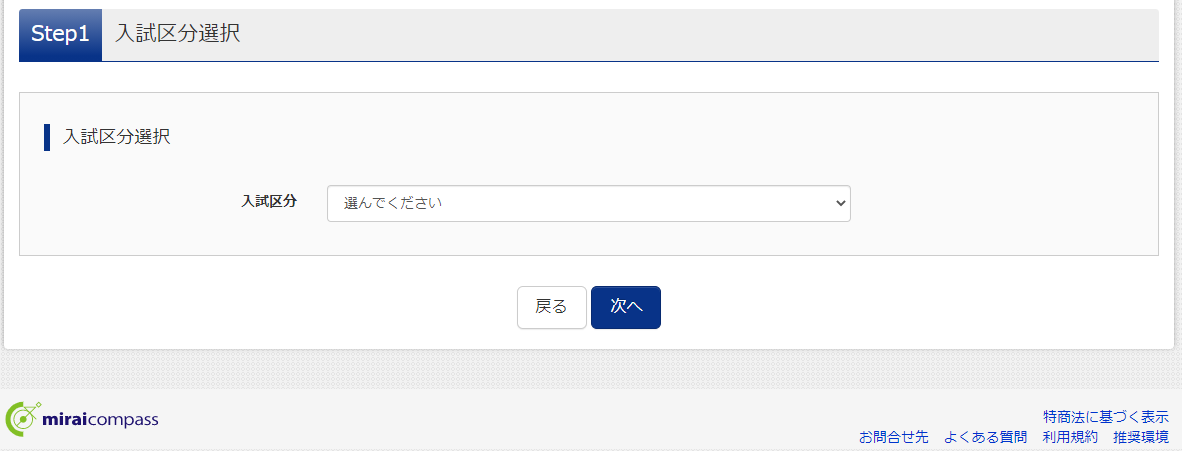 Step1 入試区分選択
入試区分選択
入試区分 選んでください
戻る 次へ
miraicompass
特商法に基づく表示
お問合せ先 よくある質問 利用規約 推奨環境